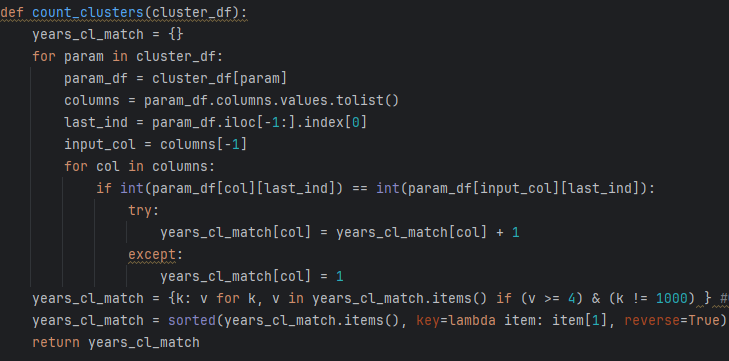 def count_clusters(cluster_df):
    years_cl_match = {}
    for param in cluster_df:
        param_df = cluster_df[param]
        columns = param_df.columns.values.tolist()
        last_ind = param_df.iloc[-1:].index[0]
        input_col = columns[-1]
        for col in columns:
            if int(param_df[col][last_ind]) == int(param_df[input_col][last_ind]):
                try:
                    years_cl_match[col] = years_cl_match[col] + 1
                except:
                    years_cl_match[col] = 1
    years_cl_match = {k: v for k, v in years_cl_match.items() if (v >= 4) & (k != 1000) } #
    years_cl_match = sorted(years_cl_match.items(), key=lambda item: item[1], reverse=True)
    return years_cl_match